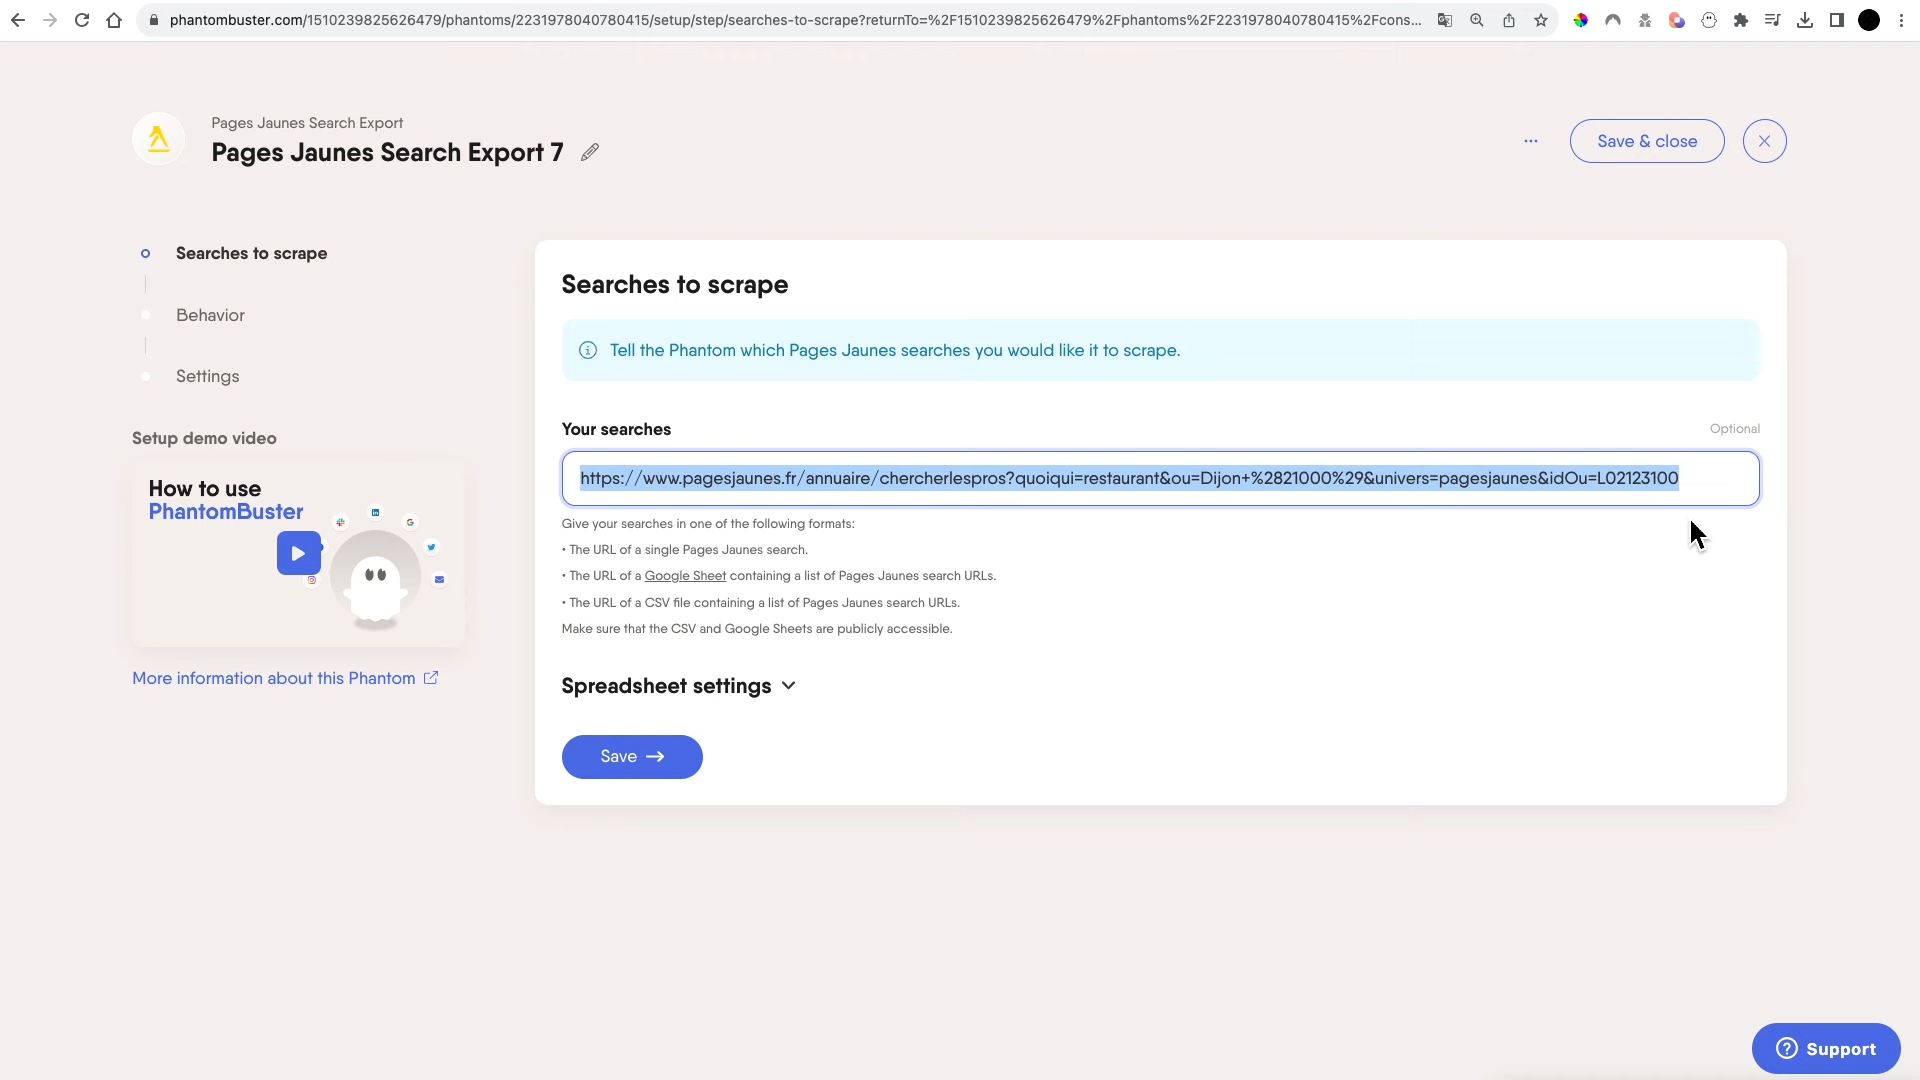 phantombuster.com/1510239825626479/phantoms/2231978040780415/setup/step/searches-to-scrape?returnTo=%2F1510239825626479%2Fphantoms%2F2231978040780415%2Fcons...
Pages Jaunes Search Export
Pages Jaunes Search Export 7
Save & close
Searches to scrape
Behavior
Settings
Setup demo video
How to use
PhantomBuster
More information about this Phantom
Searches to scrape
Tell the Phantom which Pages Jaunes searches you would like it to scrape.
Your searches
Optional
https://www.pagesjaunes.fr/annuaire/chercherlespros?quoiqui=restaurant&ou=Dijon+%2821000%29&univers=pagesjaunes&idOu=L02123100
Give your searches in one of the following formats:
• The URL of a single Pages Jaunes search.
• The URL of a Google Sheet containing a list of Pages Jaunes search URLs.
• The URL of a CSV file containing a list of Pages Jaunes search URLs.
Make sure that the CSV and Google Sheets are publicly accessible.
Spreadsheet settings
Save
Support